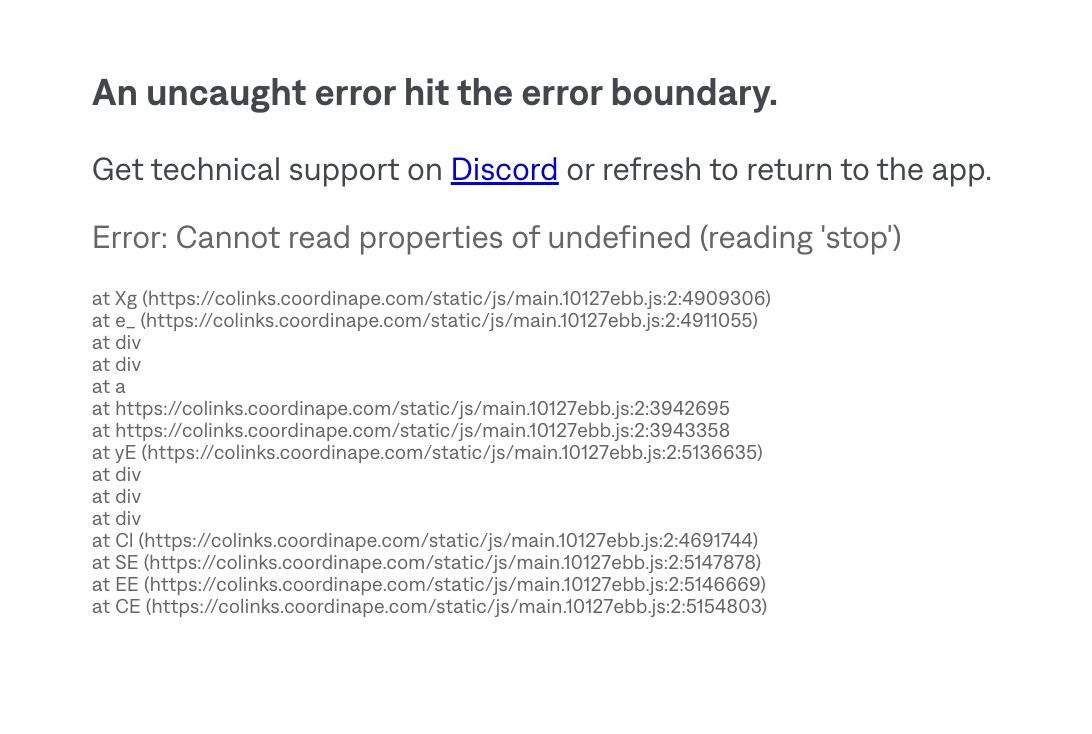 An uncaught error hit the error boundary.
Get technical support on Discord or refresh to return to the app.
Error: Cannot read properties of undefined (reading 'stop')
at Xg (https://colinks.coordinape.com/static/js/main.10127ebb.js:2:4909306)
at e_ (https://colinks.coordinape.com/static/js/main.10127ebb.js:2:4911055)
at div
at div
at a
at https://colinks.coordinape.com/static/js/main.10127ebb.js:2:3942695
at https://colinks.coordinape.com/static/js/main.10127ebb.js:2:3943358
at yE (https://colinks.coordinape.com/static/js/main.10127ebb.js:2:5136635)
at div
at div
at div
at CI (https://colinks.coordinape.com/static/js/main.10127ebb.js:2:4691744)
at SE (https://colinks.coordinape.com/static/js/main.10127ebb.js:2:5147878)
at EE (https://colinks.coordinape.com/static/js/main.10127ebb.js:2:5146669)
at CE (https://colinks.coordinape.com/static/js/main.10127ebb.js:2:5154803)